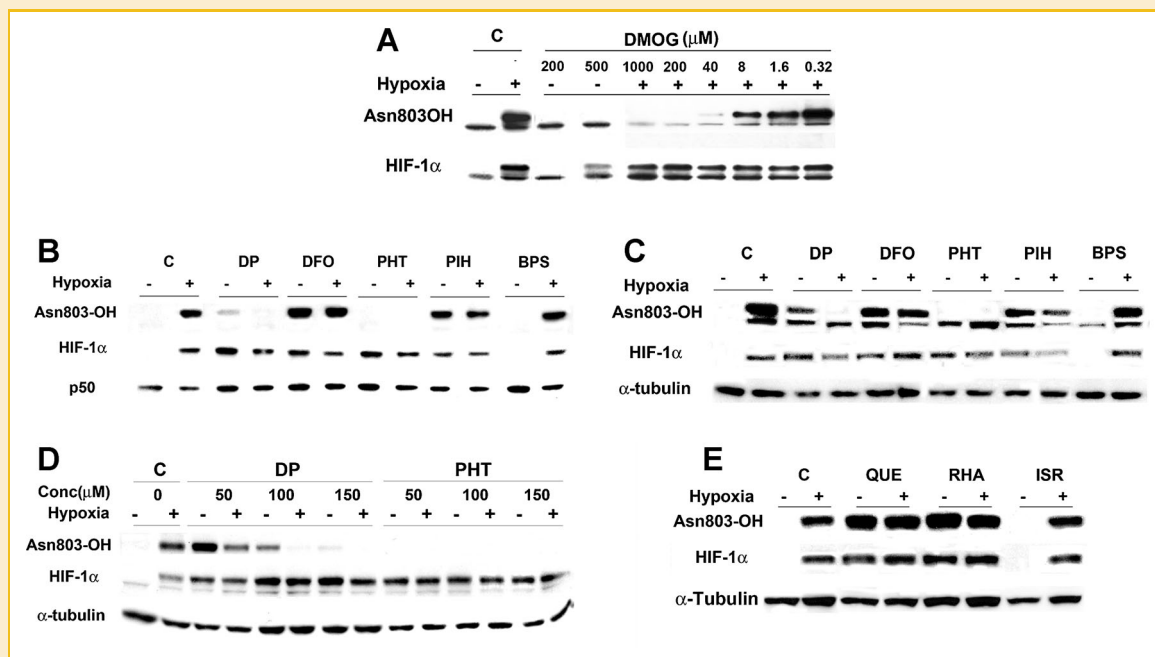 A
C DMOG (μM)
200 500 1000 200 40 8 1.6 0.32
Hypoxia - + - - + + + + + +
Asn803OH
HIF-1α
B
C DP DFO PHT PIH BPS
Hypoxia - + - + - + - + - + - +
Asn803-OH
HIF-1α
p50
C
C DP DFO PHT PIH BPS
- + - + - + - + - + - +
Hypoxia
Asn803-OH
HIF-1α
α-tubulin
D
C DP PHT
Conc(μM) 0 50 100 150 50 100 150
Hypoxia - + - + - + - + - + - + - +
Asn803-OH
HIF-1α
α-tubulin
E
C QUE RHA ISR
Hypoxia - + - + - + - +
Asn803-OH
HIF-1α
α-Tubulin